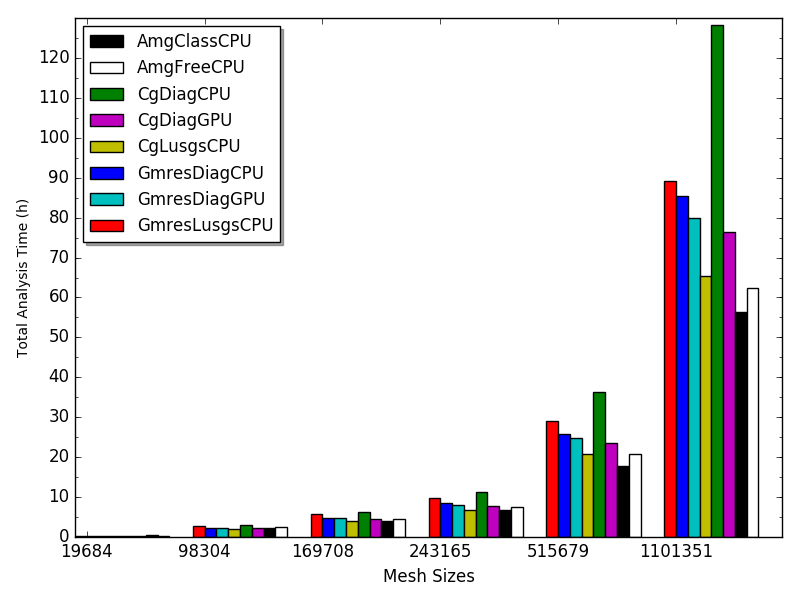 AmgClassCPU
AmgFreeCPU
CgDiagCPU
CgDiagGPU
CgLusgsCPU
GmresDiagCPU
GmresDiagGPU
GmresLusgsCPU
Total Analysis Time (h)
120
110
100
90
80
70
60
50
40
30
20
10
0
19684 98304 169708 243165 515679 1101351
Mesh Sizes